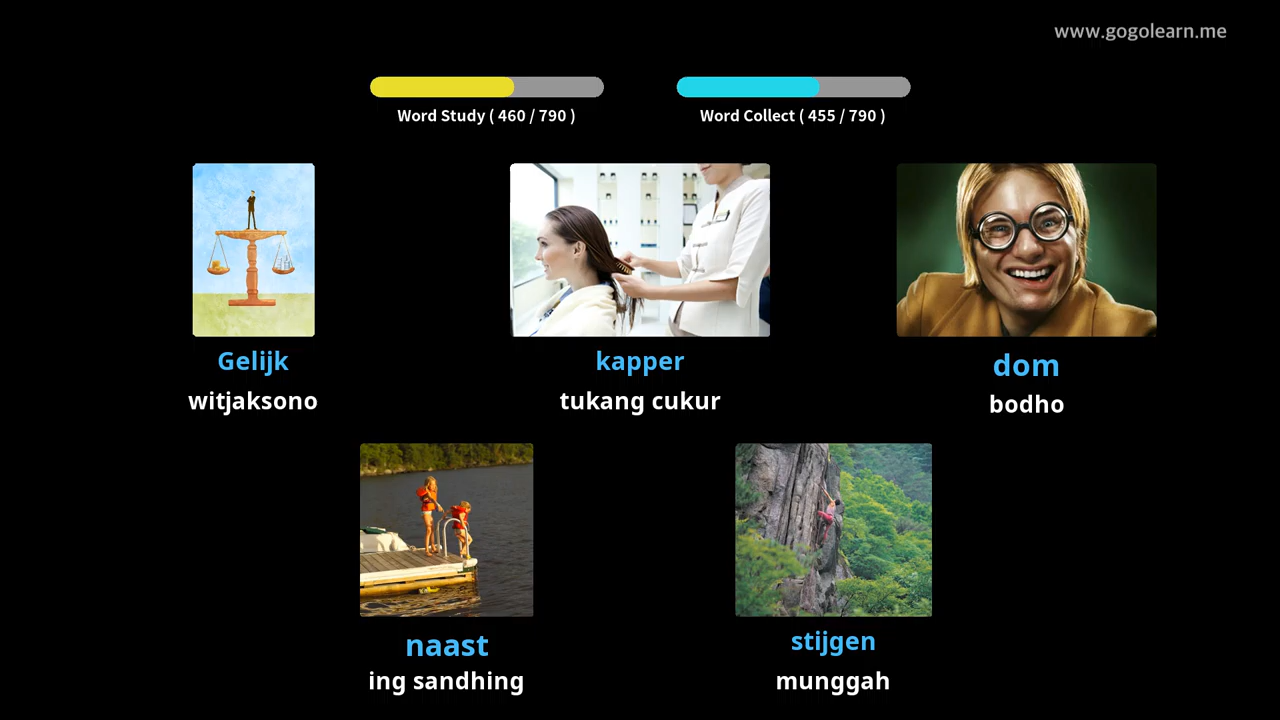 www.gogolearn.me
Word Study ( 460 / 790 )
Word Collect ( 455 / 790 )
Gelijk
witjaksono
kapper
tukang cukur
dom
bodho
naast
ing sandhing
stijgen
munggah